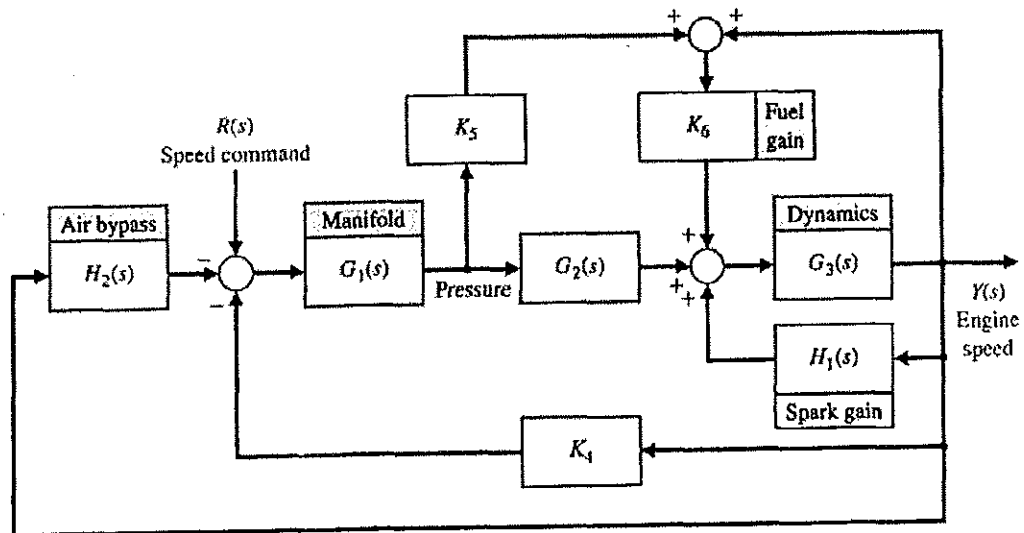 +
+
K5
K6
Fuel
gain
R(s)
Speed command
Air bypass
H2(s)
−
−
Manifold
G1(s)
Pressure
G2(s)
+
+
+
Dynamics
G3(s)
Y(s)
Engine
speed
H1(s)
Spark gain
K4